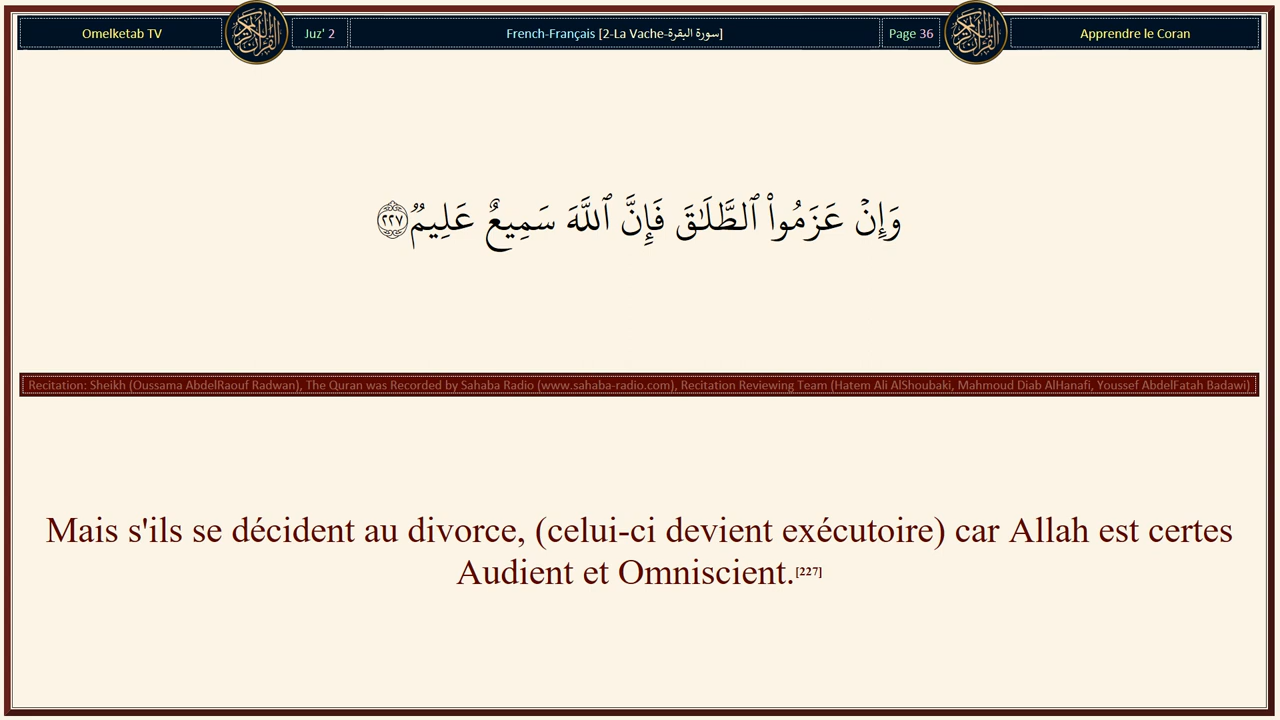 Omelketab TV
Juz' 2
French-Français [2-La Vache-سورة البقرة]
Page 36
Apprendre le Coran
وَإِنۡ عَزَمُواْ ٱلطَّلَٰقَ فَإِنَّ ٱللَّهَ سَمِيعٌ عَلِيمٞ ٢٢٧
Recitation: Sheikh (Oussama AbdelRaouf Radwan), The Quran was Recorded by Sahaba Radio (www.sahaba-radio.com), Recitation Reviewing Team (Hatem Ali AlShoubaki, Mahmoud Diab AlHanafi, Youssef AbdelFatah Badawi)
Mais s'ils se décident au divorce, (celui-ci devient exécutoire) car Allah est certes
Audient et Omniscient.[227]